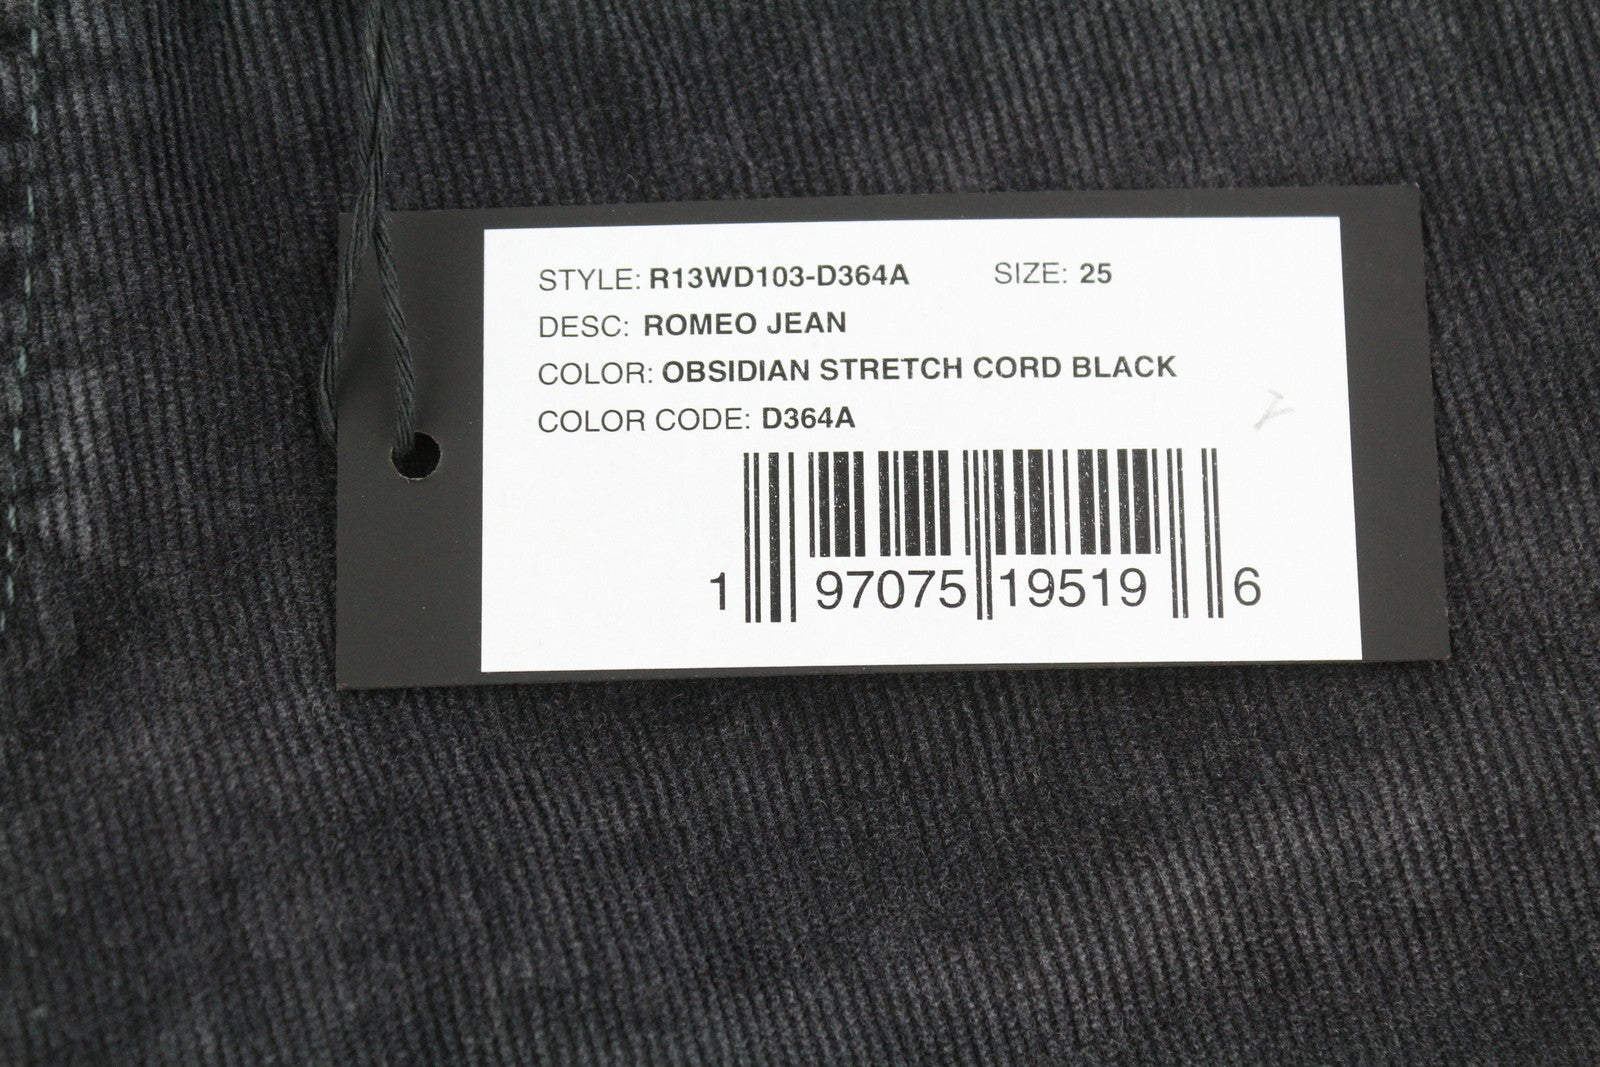 STYLE: R13WD103-D364A SIZE: 25
DESC: ROMEO JEAN
COLOR: OBSIDIAN STRETCH CORD BLACK
COLOR CODE: D364A
1 97075 19519 6